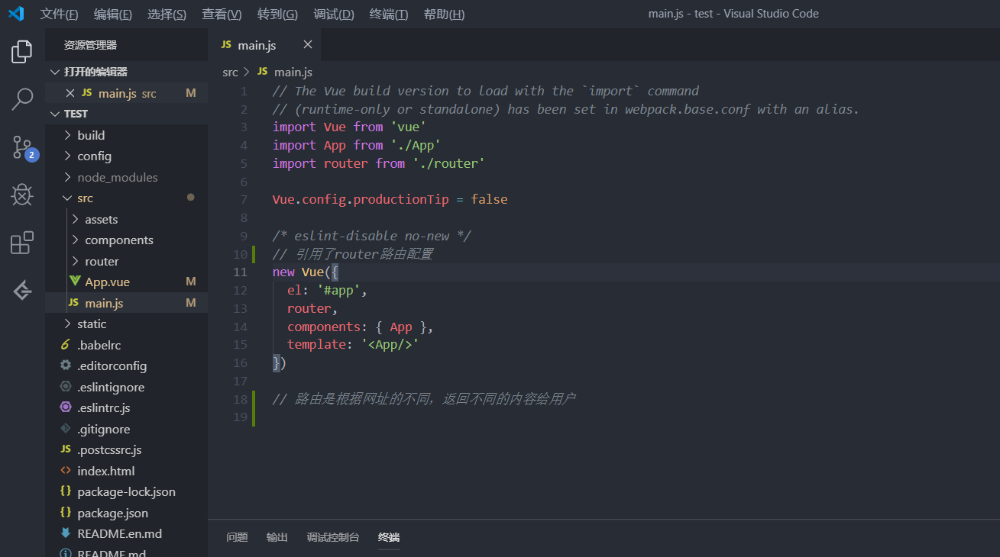 文件(F) 编辑(E) 选择(S) 查看(V) 转到(G) 调试(D) 终端(T) 帮助(H) main.js - test - Visual Studio Code
资源管理器
打开的编辑器
JS main.js src M
TEST
build
config
node_modules
src
assets
components
router
App.vue M
JS main.js M
static
.babelrc
.editorconfig
.eslintignore
.eslintrc.js
.gitignore
JS .postcssrc.js
<> index.html
{} package-lock.json
{} package.json
README.en.md
README.md
2
JS main.js
src > JS main.js
1 // The Vue build version to load with the `import` command
2 // (runtime-only or standalone) has been set in webpack.base.conf with an alias.
3 import Vue from 'vue'
4 import App from './App'
5 import router from './router'
6
7 Vue.config.productionTip = false
8
9 /* eslint-disable no-new */
10 // 引用了router路由配置
11 new Vue({
12   el: '#app',
13   router,
14   components: { App },
15   template: '<App/>'
16 })
17
18 // 路由是根据网址的不同，返回不同的内容给用户
19
问题 输出 调试控制台 终端